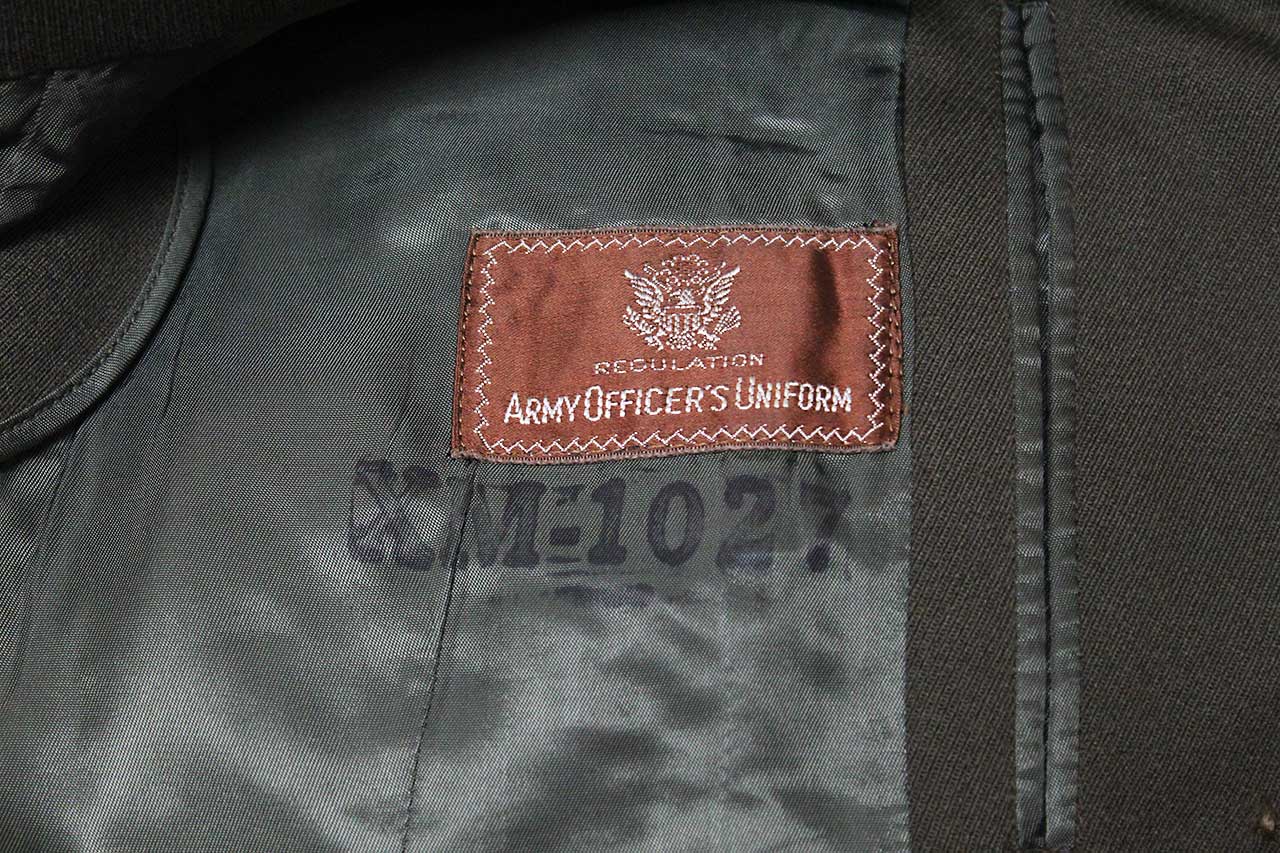 REGULATION
ARMY OFFICER'S UNIFORM
XM-1027